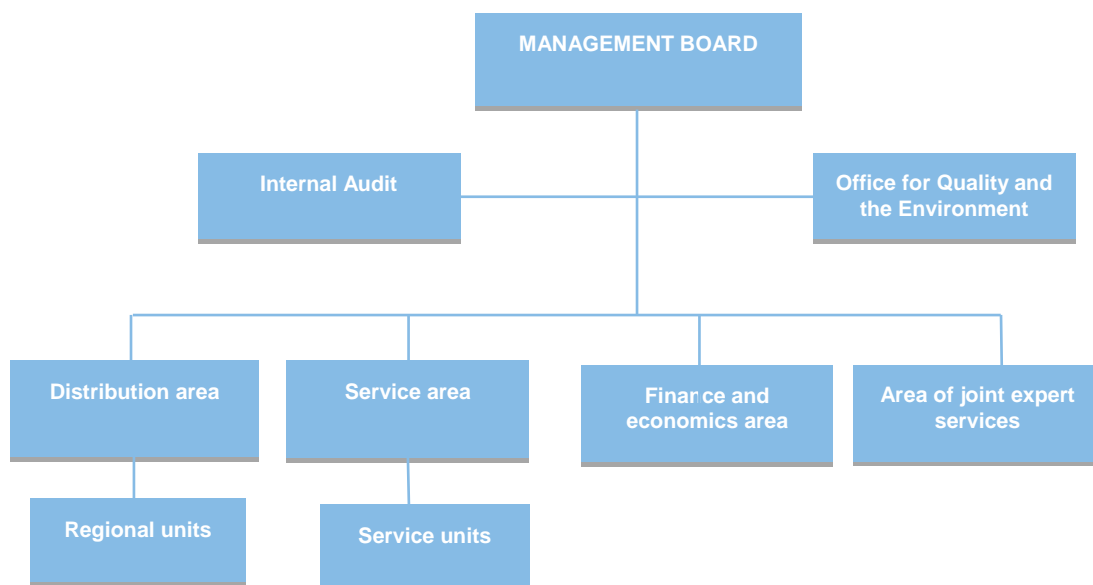 MANAGEMENT BOARD
Internal Audit
Office for Quality and
the Environment
Distribution area
Service area
Finance and
economics area
Area of joint expert
services
Regional units
Service units